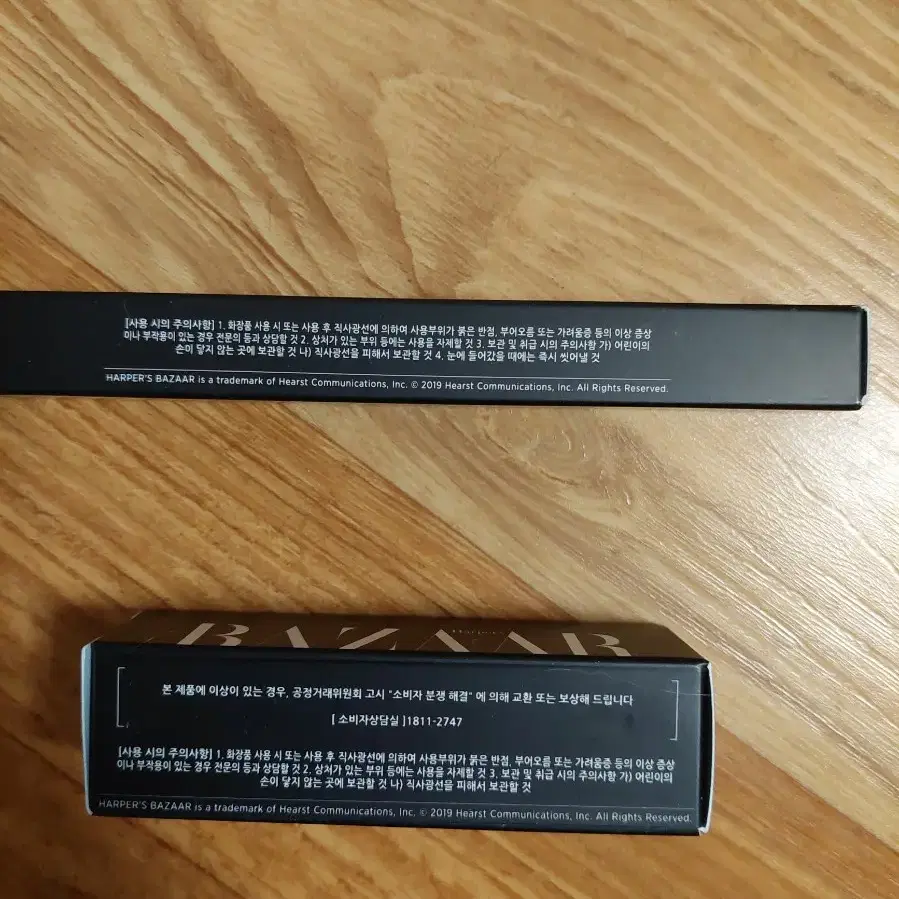 [사용 시의 주의사항] 1. 화장품 사용 시 또는 사용 후 직사광선에 의하여 사용부위가 붉은 반점, 부어오름 또는 가려움증 등의 이상 증상
이나 부작용이 있는 경우 전문의 등과 상담할 것 2. 상처가 있는 부위 등에는 사용을 자제할 것 3. 보관 및 취급 시의 주의사항 가) 어린이의
손이 닿지 않는 곳에 보관할 것 나) 직사광선을 피해서 보관할 것 4. 눈에 들어갔을 때에는 즉시 씻어낼 것
HARPER'S BAZAAR is a trademark of Hearst Communications, Inc. © 2019 Hearst Communications, Inc. All Rights Reserved.
Harper's
BAZAAR
본 제품에 이상이 있는 경우, 공정거래위원회 고시 "소비자 분쟁 해결" 에 의해 교환 또는 보상해 드립니다
[ 소비자상담실 ]1811-2747
[사용 시의 주의사항] 1. 화장품 사용 시 또는 사용 후 직사광선에 의하여 사용부위가 붉은 반점, 부어오름 또는 가려움증 등의 이상 증상
이나 부작용이 있는 경우 전문의 등과 상담할 것 2. 상처가 있는 부위 등에는 사용을 자제할 것 3. 보관 및 취급 시의 주의사항 가) 어린이의
손이 닿지 않는 곳에 보관할 것 나) 직사광선을 피해서 보관할 것
HARPER'S BAZAAR is a trademark of Hearst Communications, Inc. © 2019 Hearst Communications, Inc. All Rights Reserved.